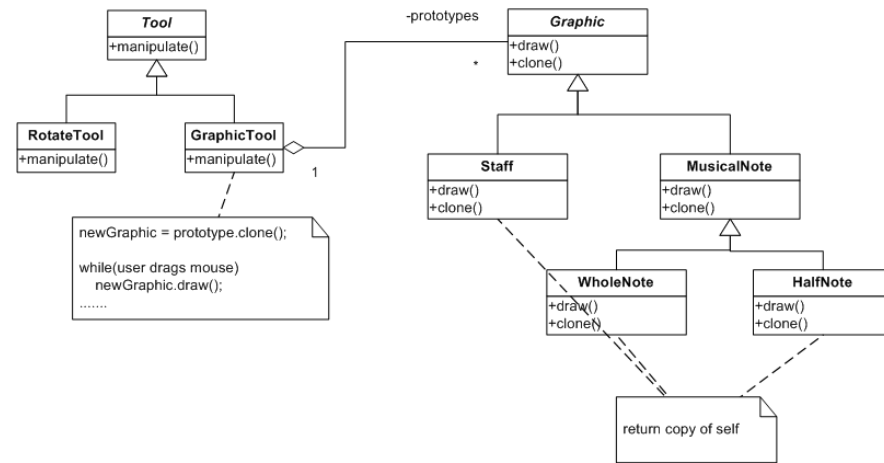 Tool
+manipulate()
RotateTool
+manipulate()
GraphicTool
+manipulate()
1
-prototypes
*
newGraphic = prototype.clone();
while(user drags mouse)
newGraphic.draw();
.......
Graphic
+draw()
+clone()
Staff
+draw()
+clone()
MusicalNote
+draw()
+clone()
WholeNote
+draw()
+clone()
HalfNote
+draw()
+clone()
return copy of self